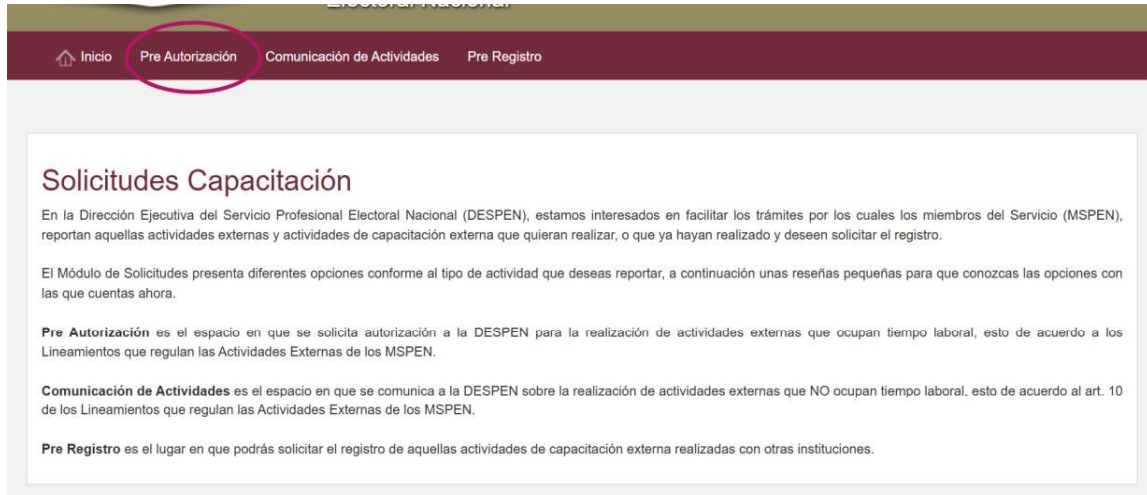 Electoral Nacional
Inicio Pre Autorización Comunicación de Actividades Pre Registro
Solicitudes Capacitación
En la Dirección Ejecutiva del Servicio Profesional Electoral Nacional (DESPEN), estamos interesados en facilitar los trámites por los cuales los miembros del Servicio (MSPEN),
reportan aquellas actividades externas y actividades de capacitación externa que quieran realizar, o que ya hayan realizado y deseen solicitar el registro.
El Módulo de Solicitudes presenta diferentes opciones conforme al tipo de actividad que deseas reportar, a continuación unas reseñas pequeñas para que conozcas las opciones con
las que cuentas ahora.
Pre Autorización es el espacio en que se solicita autorización a la DESPEN para la realización de actividades externas que ocupan tiempo laboral, esto de acuerdo a los
Lineamientos que regulan las Actividades Externas de los MSPEN.
Comunicación de Actividades es el espacio en que se comunica a la DESPEN sobre la realización de actividades externas que NO ocupan tiempo laboral, esto de acuerdo al art. 10
de los Lineamientos que regulan las Actividades Externas de los MSPEN.
Pre Registro es el lugar en que podrás solicitar el registro de aquellas actividades de capacitación externa realizadas con otras instituciones.